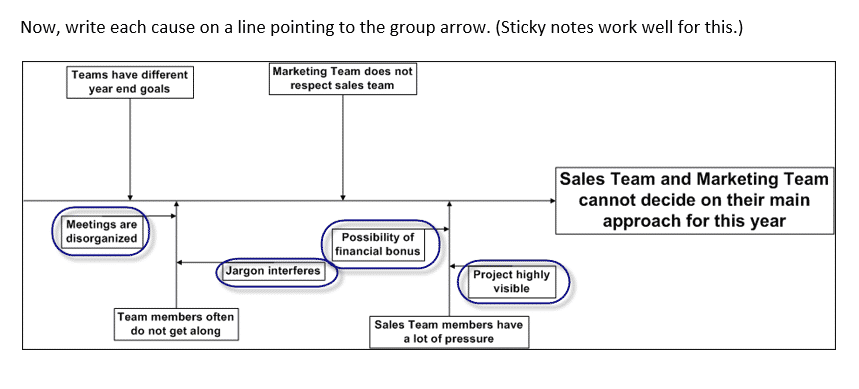 Now, write each cause on a line pointing to the group arrow. (Sticky notes work well for this.)
Teams have different
year end goals
Marketing Team does not
respect sales team
Sales Team and Marketing Team
cannot decide on their main
approach for this year
Meetings are
disorganized
Possibility of
financial bonus
Jargon interferes
Project highly
visible
Team members often
do not get along
Sales Team members have
a lot of pressure